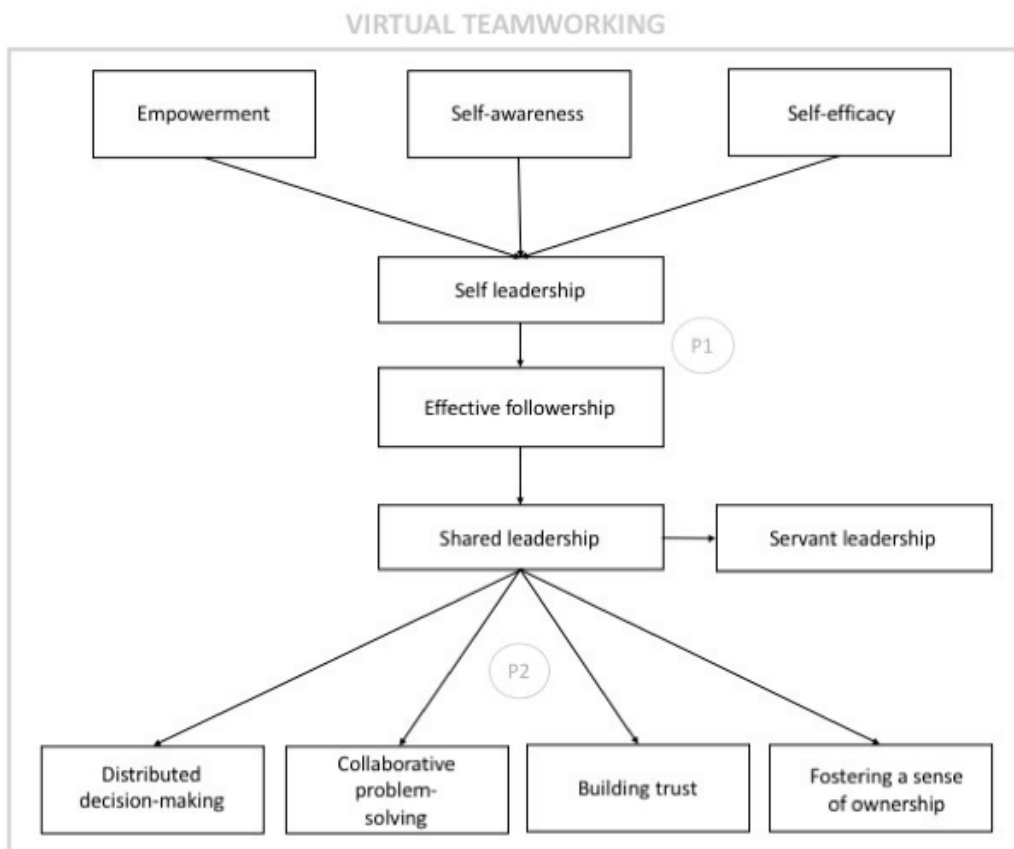 VIRTUAL TEAMWORKING
Empowerment
Self-awareness
Self-efficacy
Self leadership
P1
Effective followership
Shared leadership
Servant leadership
P2
Distributed
decision-making
Collaborative
problem-
solving
Building trust
Fostering a sense
of ownership